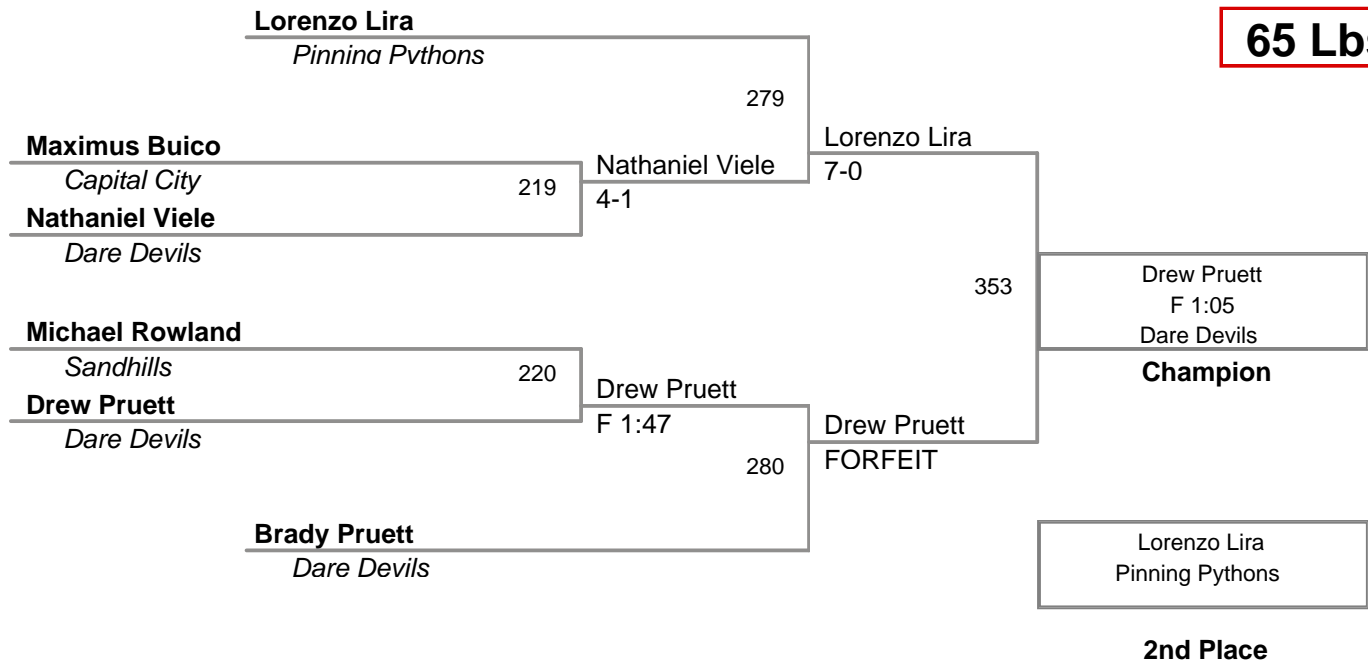 Lorenzo Lira
Pinning Pythons
65 Lbs
279
Lorenzo Lira
7-0
Maximus Buico
Capital City
219
Nathaniel Viele
4-1
Nathaniel Viele
Dare Devils
353
Drew Pruett
F 1:05
Dare Devils
Champion
Michael Rowland
Sandhills
220
Drew Pruett
F 1:47
Drew Pruett
Dare Devils
Drew Pruett
FORFEIT
280
Brady Pruett
Dare Devils
Lorenzo Lira
Pinning Pythons
2nd Place